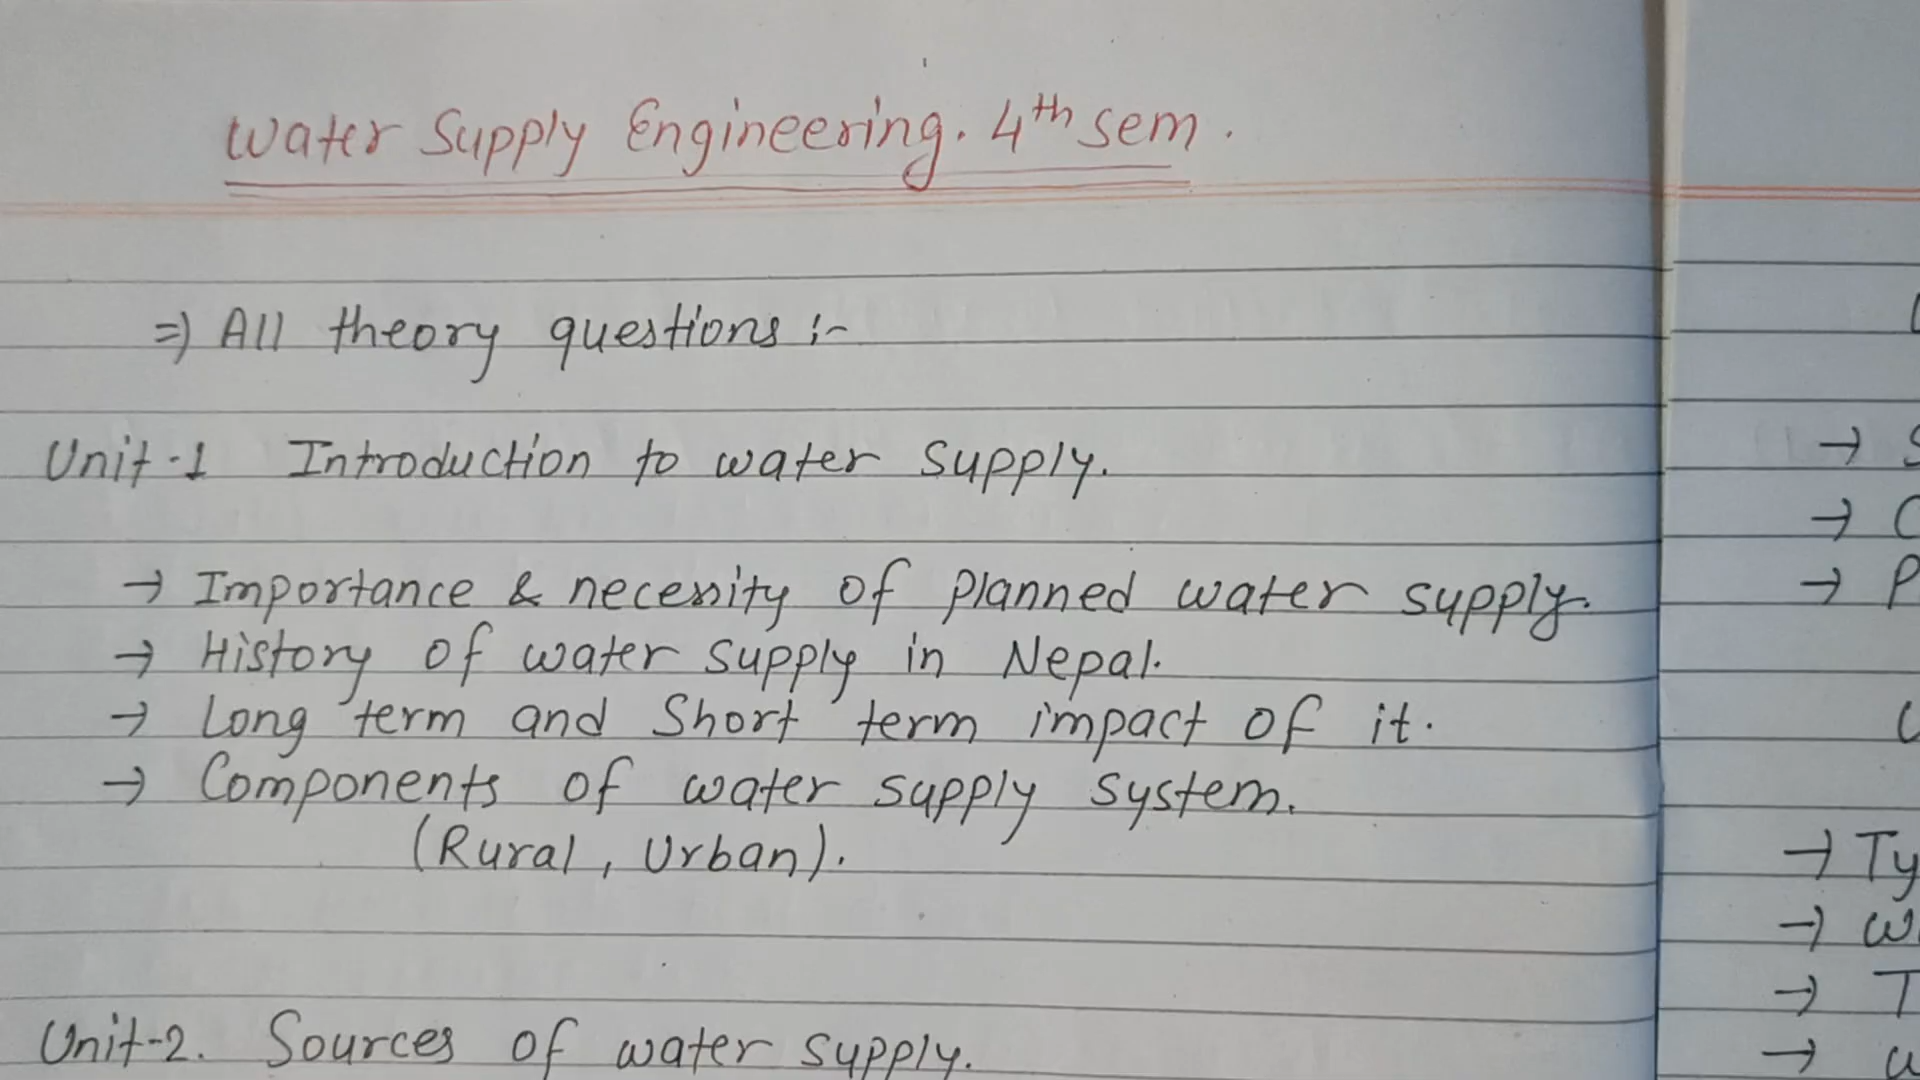 Water Supply Engineering. 4th sem.
=) All theory questions :-
Unit-1 Introduction to water supply.
→ Importance & necessity of planned water supply.
→ History of water supply in Nepal.
→ Long term and Short term impact of it.
→ Components of water supply system.
(Rural, Urban).
Unit-2. Sources of water supply.
→ S
→ C
→ P
→ Ty
→ w
→ T
→